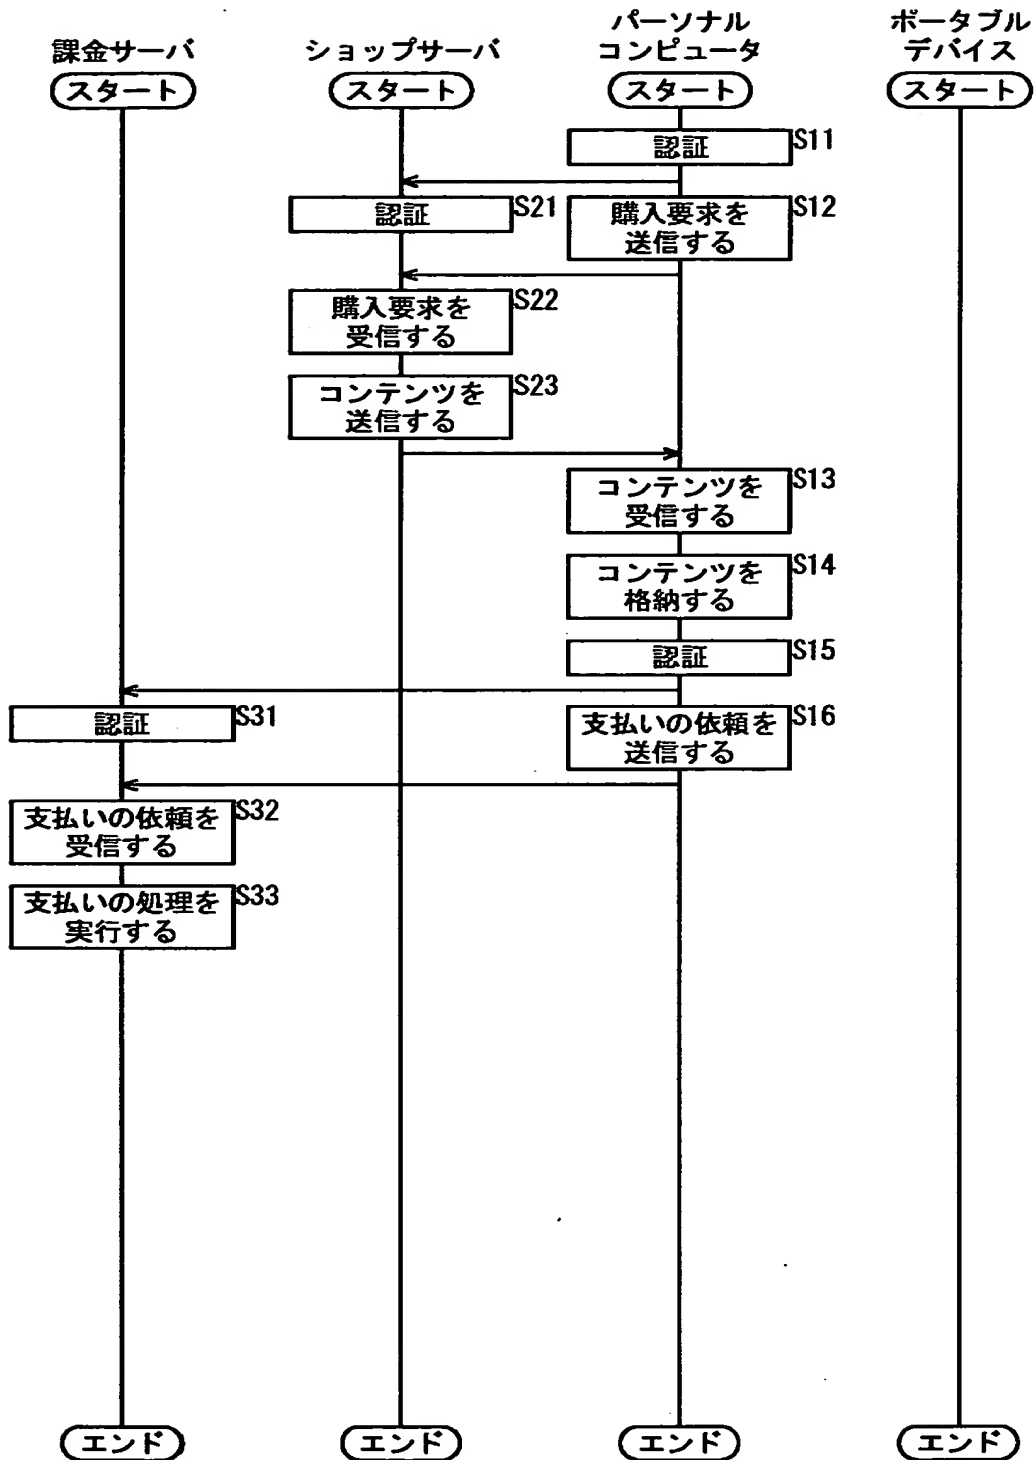 課金サーバ
ショップサーバ
パーソナル
コンピュータ
ポータブル
デバイス
スタート
スタート
スタート
スタート
認証
S11
認証
S21
購入要求を
送信する
S12
購入要求を
受信する
S22
コンテンツを
送信する
S23
コンテンツを
受信する
S13
コンテンツを
格納する
S14
認証
S15
認証
S31
支払いの依頼を
送信する
S16
支払いの依頼を
受信する
S32
支払いの処理を
実行する
S33
エンド
エンド
エンド
エンド